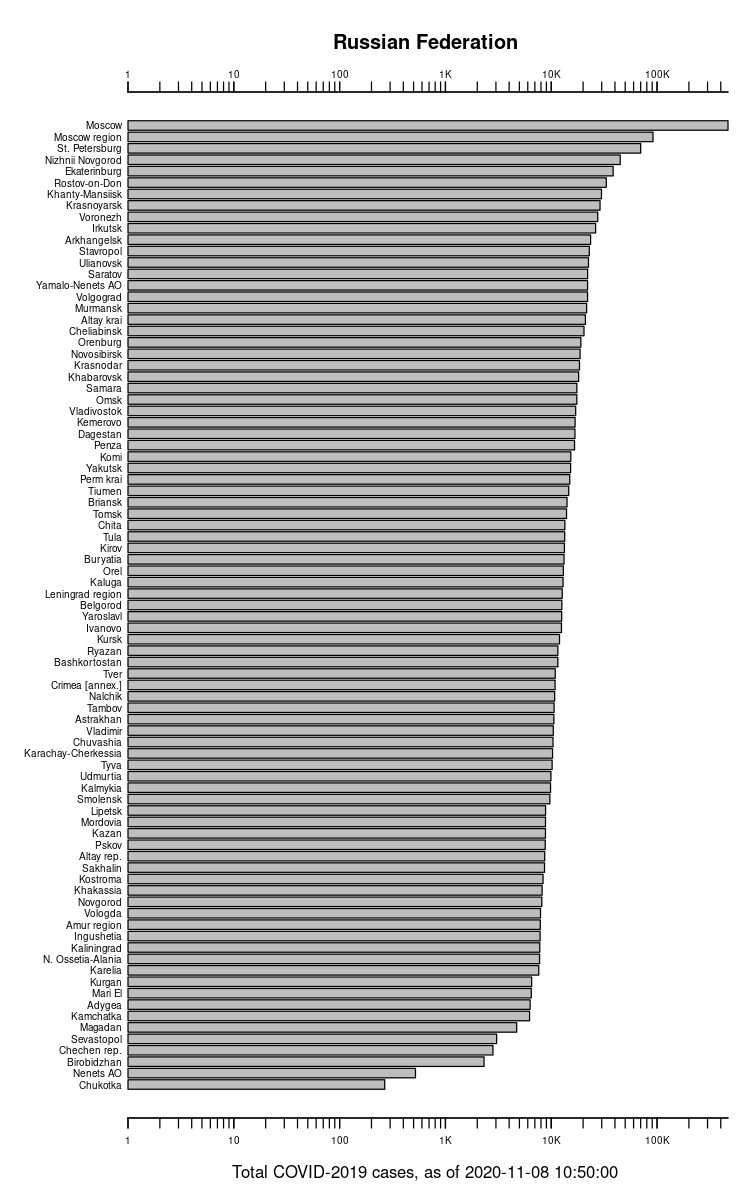 Russian Federation
1 10 100 1K 10K 100K
Moscow
Moscow region
St. Petersburg
Nizhnii Novgorod
Ekaterinburg
Rostov-on-Don
Khanty-Mansiisk
Krasnoyarsk
Voronezh
Irkutsk
Arkhangelsk
Stavropol
Ulianovsk
Saratov
Yamalo-Nenets AO
Volgograd
Murmansk
Altay krai
Cheliabinsk
Orenburg
Novosibirsk
Krasnodar
Khabarovsk
Samara
Omsk
Vladivostok
Kemerovo
Dagestan
Penza
Komi
Yakutsk
Perm krai
Tiumen
Briansk
Tomsk
Chita
Tula
Kirov
Buryatia
Orel
Kaluga
Leningrad region
Belgorod
Yaroslavl
Ivanovo
Kursk
Ryazan
Bashkortostan
Tver
Crimea [annex.]
Nalchik
Tambov
Astrakhan
Vladimir
Chuvashia
Karachay-Cherkessia
Tyva
Udmurtia
Kalmykia
Smolensk
Lipetsk
Mordovia
Kazan
Pskov
Altay rep.
Sakhalin
Kostroma
Khakassia
Novgorod
Vologda
Amur region
Ingushetia
Kaliningrad
N. Ossetia-Alania
Karelia
Kurgan
Mari El
Adygea
Kamchatka
Magadan
Sevastopol
Chechen rep.
Birobidzhan
Nenets AO
Chukotka
1 10 100 1K 10K 100K
Total COVID-2019 cases, as of 2020-11-08 10:50:00